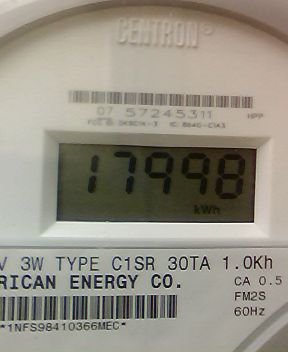 CENTRON®
07 57245311 HPP
17998
kWh
V 3W TYPE C1SR 30TA 1.0Kh
RICAN ENERGY CO. CA 0.5
FM2S
*1NFS98410366MEC* 60Hz